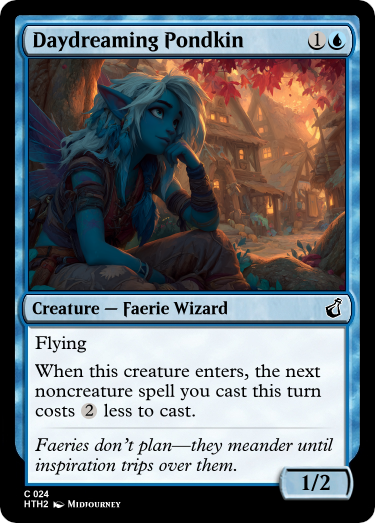 Daydreaming Pondkin 1
Creature — Faerie Wizard
Flying
When this creature enters, the next
noncreature spell you cast this turn
costs 2 less to cast.
Faeries don't plan—they meander until
inspiration trips over them.
1/2
C 024
HTH2 Midjourney